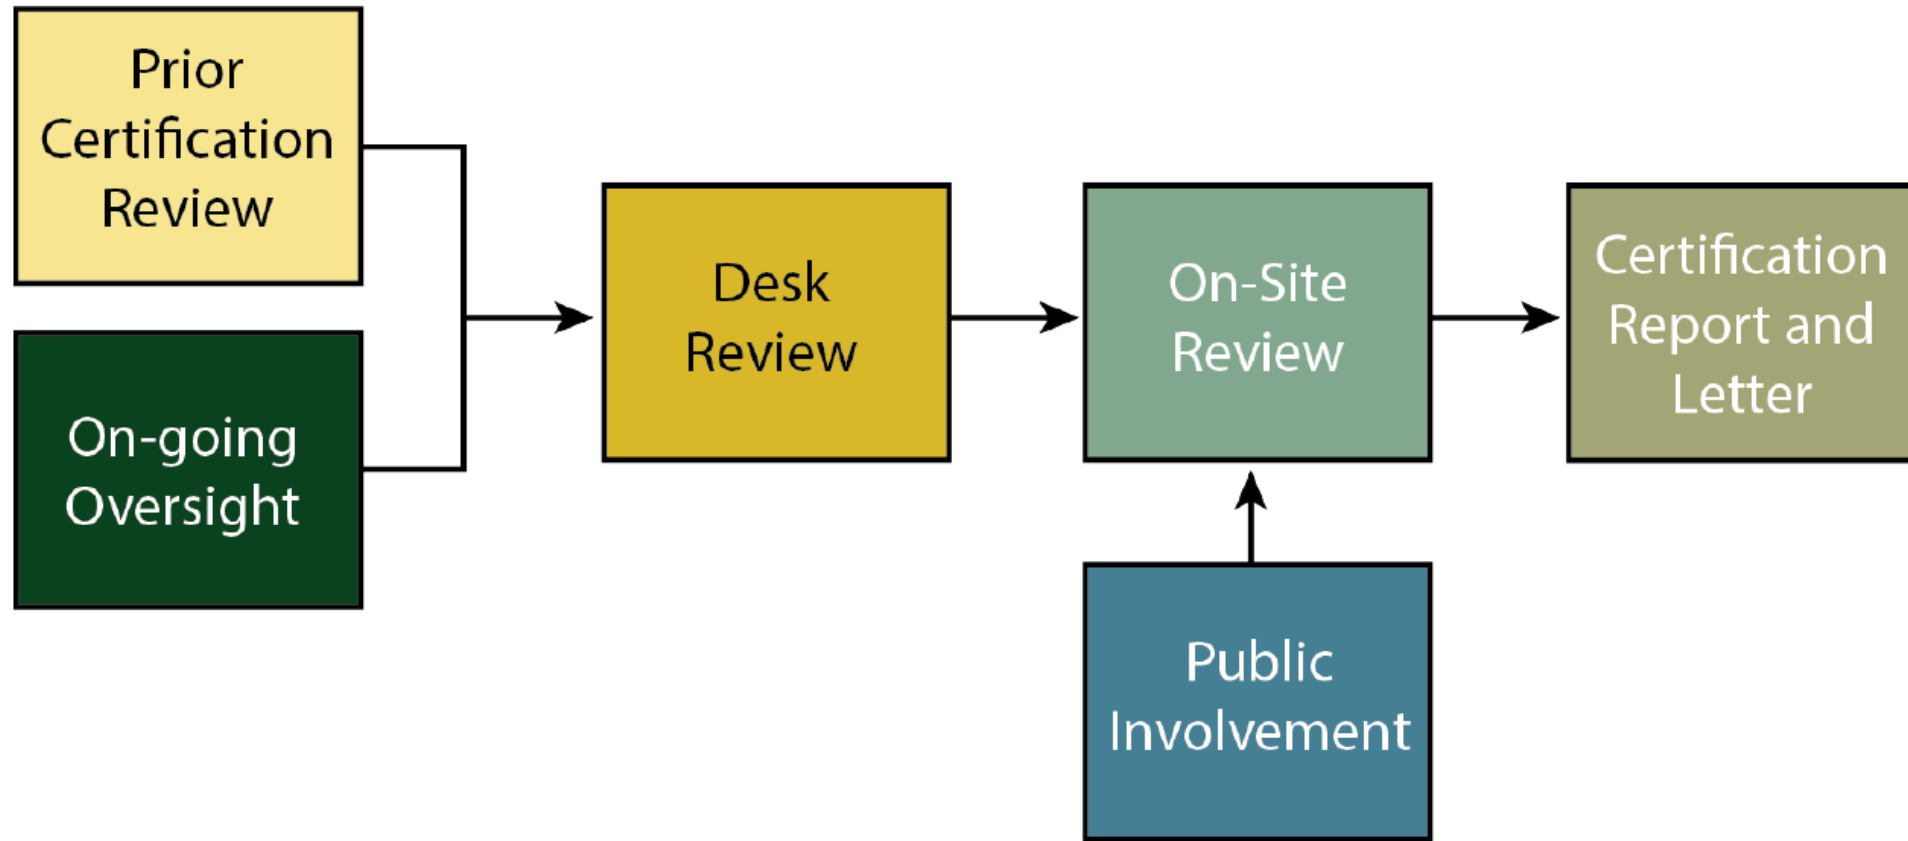 Prior
Certification
Review
On-going
Oversight
Desk
Review
On-Site
Review
Public
Involvement
Certification
Report and
Letter